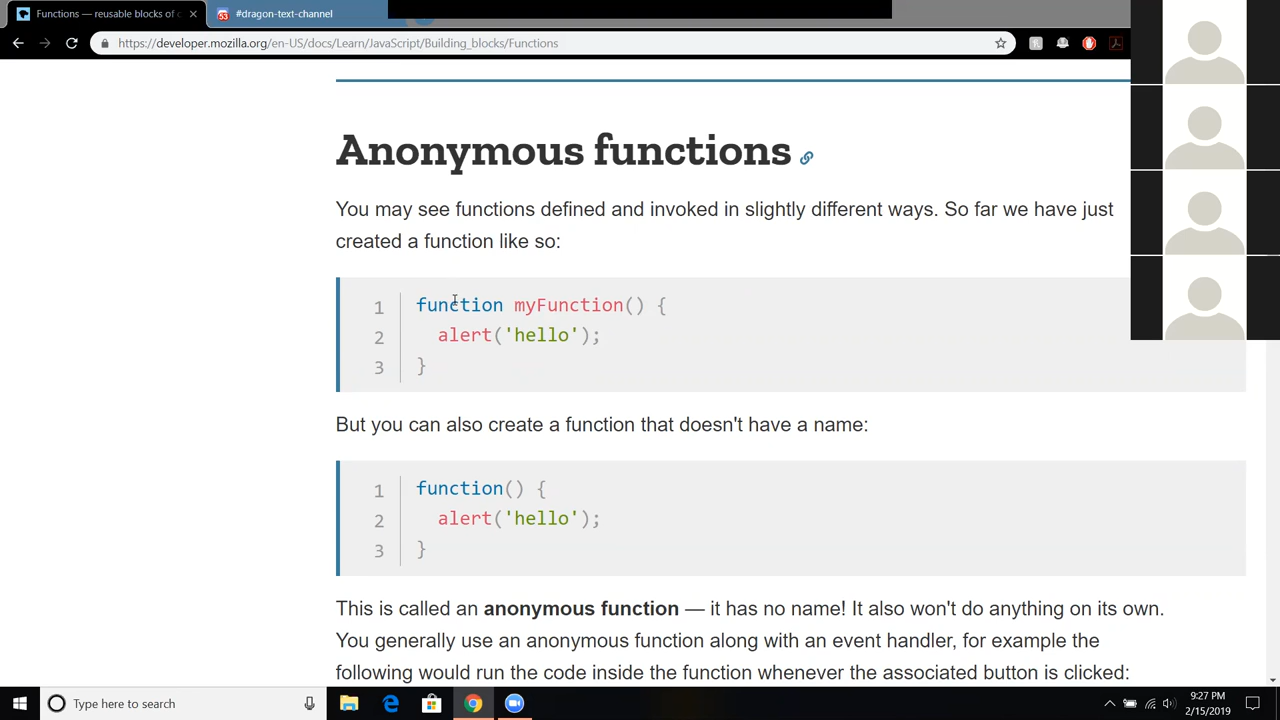 Functions — reusable blocks of c
#dragon-text-channel
https://developer.mozilla.org/en-US/docs/Learn/JavaScript/Building_blocks/Functions
Anonymous functions
You may see functions defined and invoked in slightly different ways. So far we have just
created a function like so:
1 function myFunction() {
2 alert('hello');
3 }
But you can also create a function that doesn't have a name:
1 function() {
2 alert('hello');
3 }
This is called an anonymous function — it has no name! It also won't do anything on its own.
You generally use an anonymous function along with an event handler, for example the
following would run the code inside the function whenever the associated button is clicked:
Type here to search
9:27 PM
2/15/2019